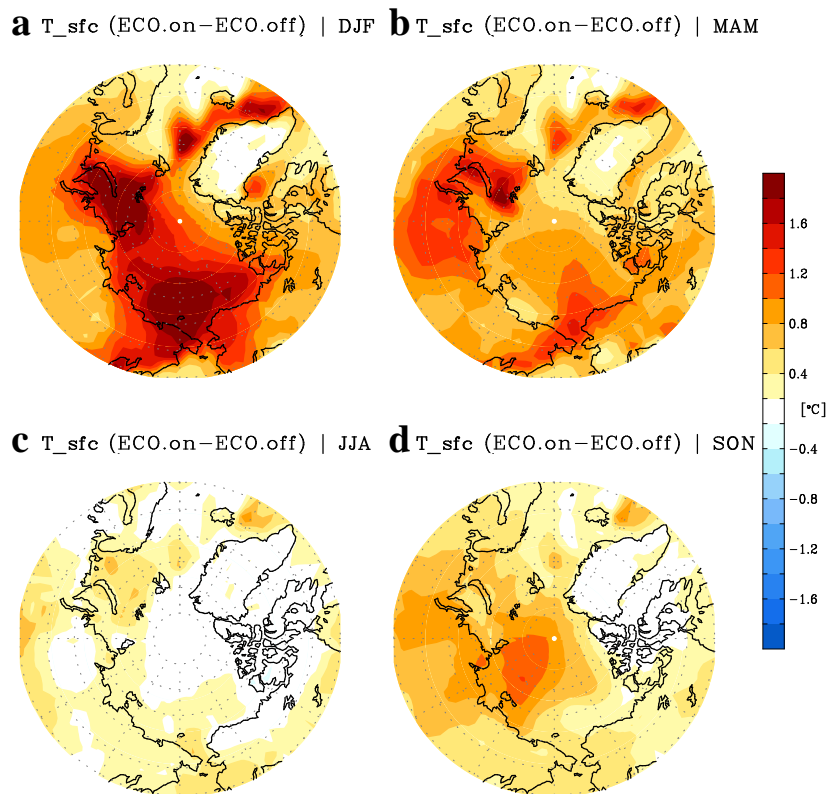 a T_sfc (ECO.on−ECO.off) | DJF
b T_sfc (ECO.on−ECO.off) | MAM
1.6
1.2
0.8
0.4
[°C]
−0.4
−0.8
−1.2
−1.6
c T_sfc (ECO.on−ECO.off) | JJA
d T_sfc (ECO.on−ECO.off) | SON